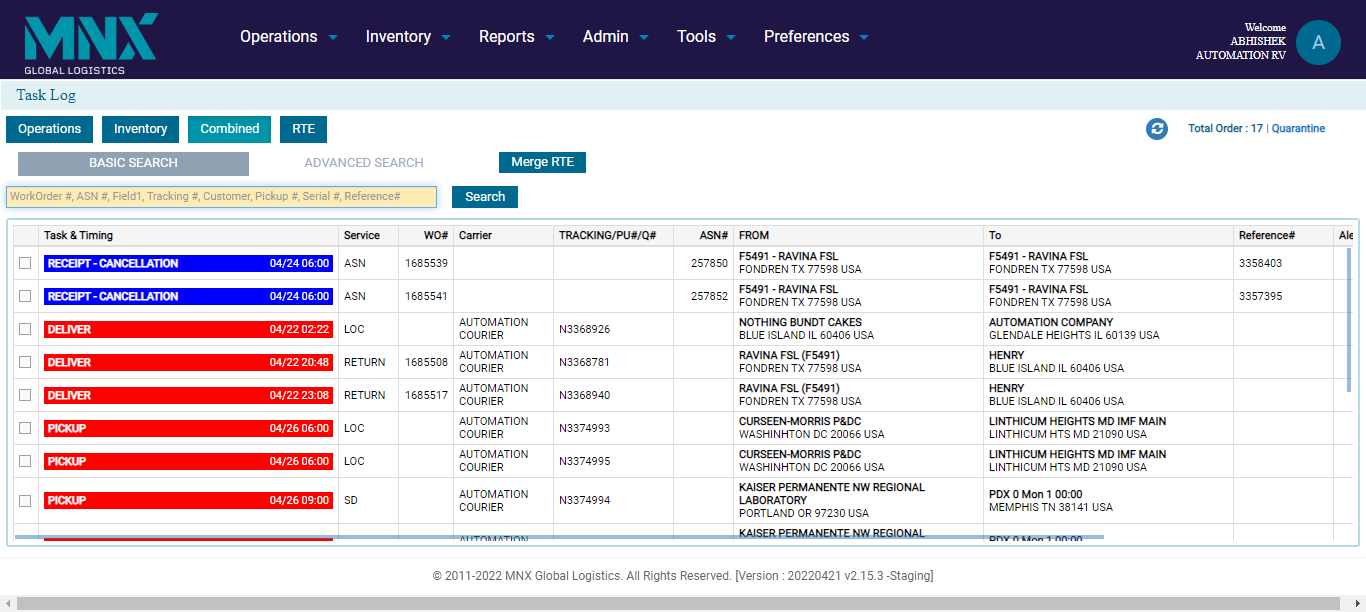 MNX
GLOBAL LOGISTICS
Operations Inventory Reports Admin Tools Preferences
Welcome
ABHISHEK
AUTOMATION RV
A
Task Log
Operations Inventory Combined RTE
Total Order : 17 | Quarantine
BASIC SEARCH ADVANCED SEARCH Merge RTE
WorkOrder #, ASN #, Field1, Tracking #, Customer, Pickup #, Serial #, Reference# Search
Task & Timing Service WO# Carrier TRACKING/PU#/Q# ASN# FROM To Reference# Ale
RECEIPT - CANCELLATION 04/24 06:00 ASN 1685539 257850 F5491 - RAVINA FSL F5491 - RAVINA FSL 3358403
FONDREN TX 77598 USA FONDREN TX 77598 USA
RECEIPT - CANCELLATION 04/24 06:00 ASN 1685541 257852 F5491 - RAVINA FSL F5491 - RAVINA FSL 3357395
FONDREN TX 77598 USA FONDREN TX 77598 USA
DELIVER 04/22 02:22 LOC AUTOMATION N3368926 NOTHING BUNDT CAKES AUTOMATION COMPANY
COURIER BLUE ISLAND IL 60406 USA GLENDALE HEIGHTS IL 60139 USA
DELIVER 04/22 20:48 RETURN 1685508 AUTOMATION N3368781 RAVINA FSL (F5491) HENRY
COURIER FONDREN TX 77598 USA BLUE ISLAND IL 60406 USA
DELIVER 04/22 23:08 RETURN 1685517 AUTOMATION N3368940 RAVINA FSL (F5491) HENRY
COURIER FONDREN TX 77598 USA BLUE ISLAND IL 60406 USA
PICKUP 04/26 06:00 LOC AUTOMATION N3374993 CURSEEN-MORRIS P&DC LINTHICUM HEIGHTS MD IMF MAIN
COURIER WASHINHTON DC 20066 USA LINTHICUM HTS MD 21090 USA
PICKUP 04/26 06:00 LOC AUTOMATION N3374995 CURSEEN-MORRIS P&DC LINTHICUM HEIGHTS MD IMF MAIN
COURIER WASHINHTON DC 20066 USA LINTHICUM HTS MD 21090 USA
PICKUP 04/26 09:00 SD AUTOMATION N3374994 KAISER PERMANENTE NW REGIONAL PDX 0 Mon 1 00:00
COURIER LABORATORY MEMPHIS TN 38141 USA
PORTLAND OR 97230 USA
AUTOMATION KAISER PERMANENTE NW REGIONAL PDX 0 Mon 1 00:00
© 2011-2022 MNX Global Logistics. All Rights Reserved. [Version : 20220421 v2.15.3 -Staging]